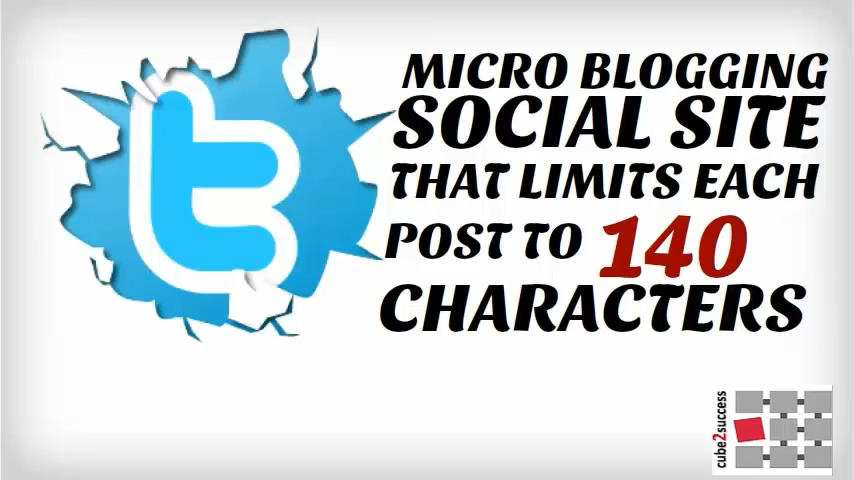 MICRO BLOGGING
SOCIAL SITE
THAT LIMITS EACH
POST TO 140
CHARACTERS
cube2success